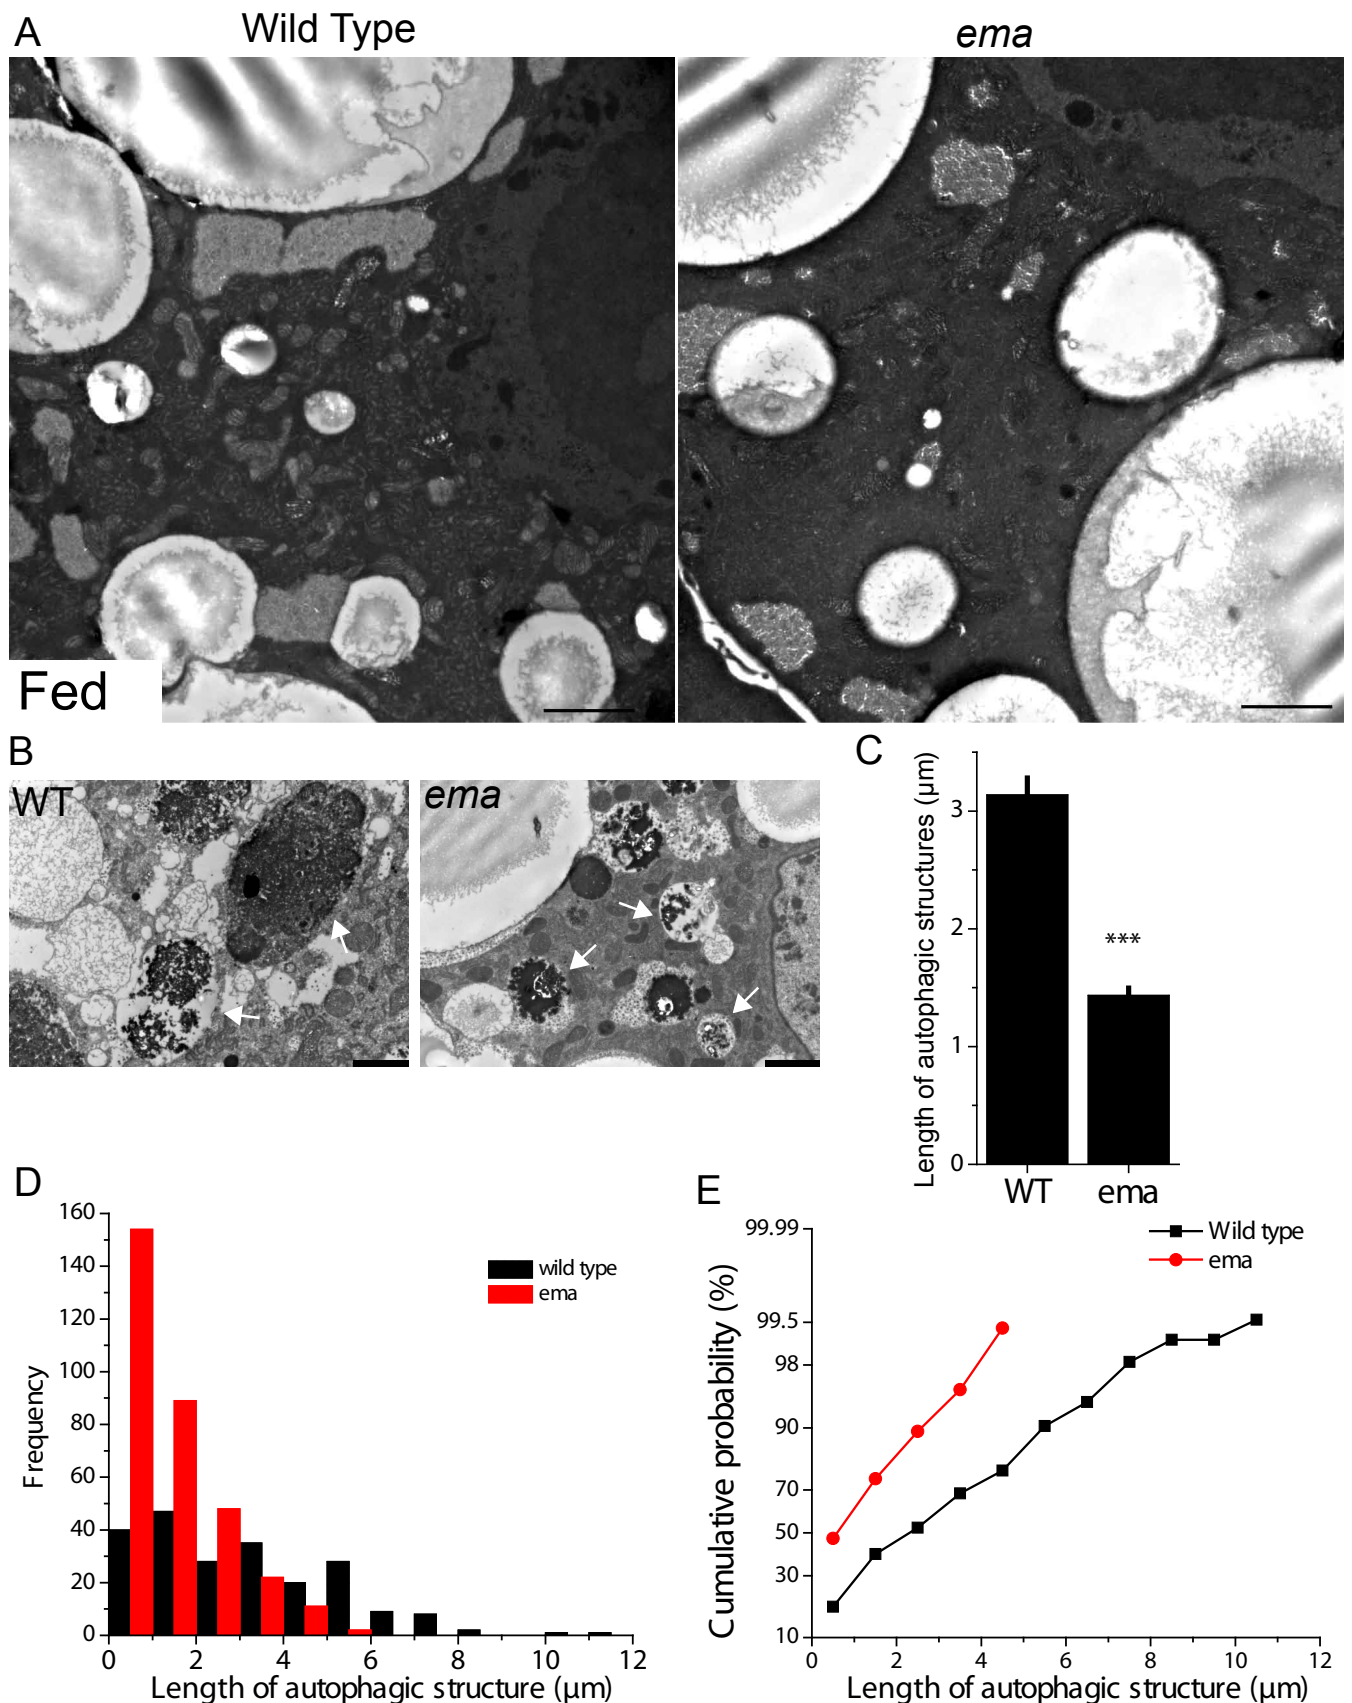 A
Wild Type
ema
Fed
B
WT
ema
C
Length of autophagic structures (µm)
3
2
1
0
***
WT
ema
D
Frequency
160
140
120
100
80
60
40
20
0
wild type
ema
0 2 4 6 8 10 12
Length of autophagic structure (µm)
E
Cumulative probability (%)
99.99
99.5
98
90
70
50
30
10
Wild type
ema
0 2 4 6 8 10 12
Length of autophagic structure (µm)